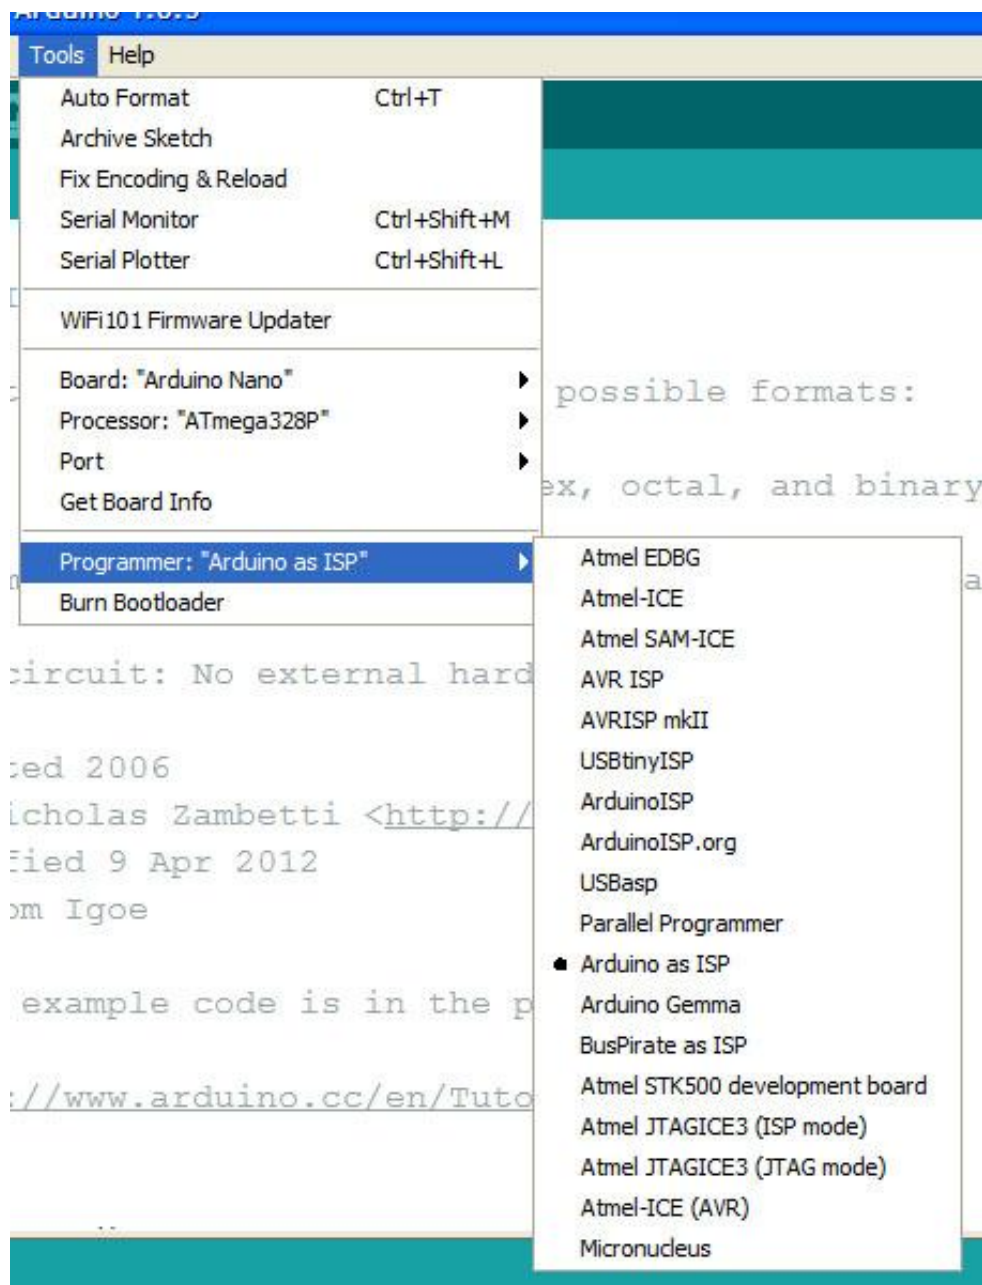 Arduino 1.8.5
Tools Help
Auto Format Ctrl+T
Archive Sketch
Fix Encoding & Reload
Serial Monitor Ctrl+Shift+M
Serial Plotter Ctrl+Shift+L
WiFi101 Firmware Updater
Board: "Arduino Nano"
Processor: "ATmega328P"
Port
Get Board Info
Programmer: "Arduino as ISP"
Burn Bootloader
possible formats:
ex, octal, and binary
Atmel EDBG
Atmel-ICE
Atmel SAM-ICE
AVR ISP
AVRISP mkII
USBtinyISP
ArduinoISP
ArduinoISP.org
USBasp
Parallel Programmer
Arduino as ISP
Arduino Gemma
BusPirate as ISP
Atmel STK500 development board
Atmel JTAGICE3 (ISP mode)
Atmel JTAGICE3 (JTAG mode)
Atmel-ICE (AVR)
Micronucleus
circuit: No external hard
ted 2006
icholas Zambetti <http://
fied 9 Apr 2012
om Igoe
example code is in the p
://www.arduino.cc/en/Tuto